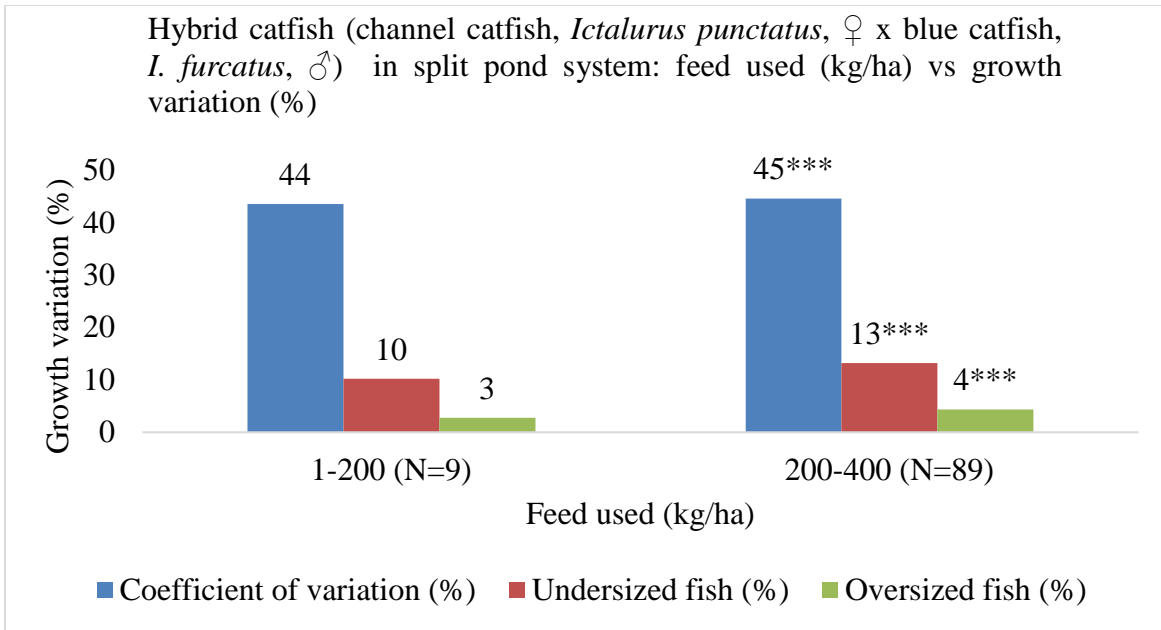 Hybrid catfish (channel catfish, Ictalurus punctatus, ♀ x blue catfish,
I. furcatus, ♂) in split pond system: feed used (kg/ha) vs growth
variation (%)
Growth variation (%)
50
40
30
20
10
0
44
10
3
45***
13***
4***
1-200 (N=9)
200-400 (N=89)
Feed used (kg/ha)
Coefficient of variation (%)
Undersized fish (%)
Oversized fish (%)